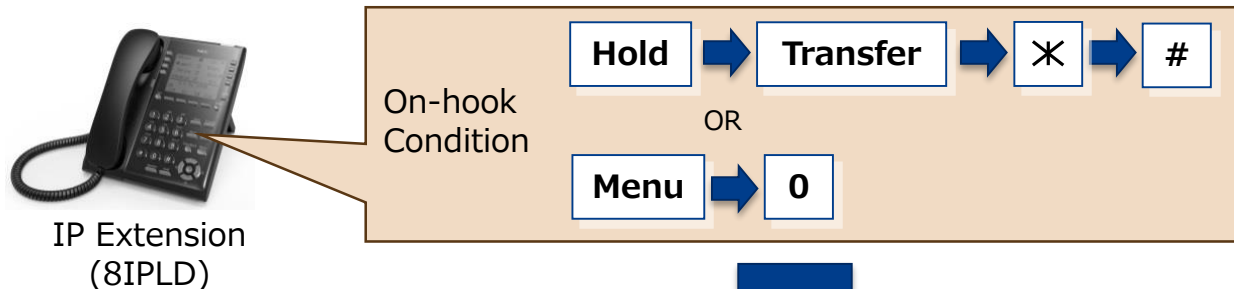 Hold
Transfer
*
#
On-hook
Condition
OR
Menu
0
IP Extension
(8IPLD)